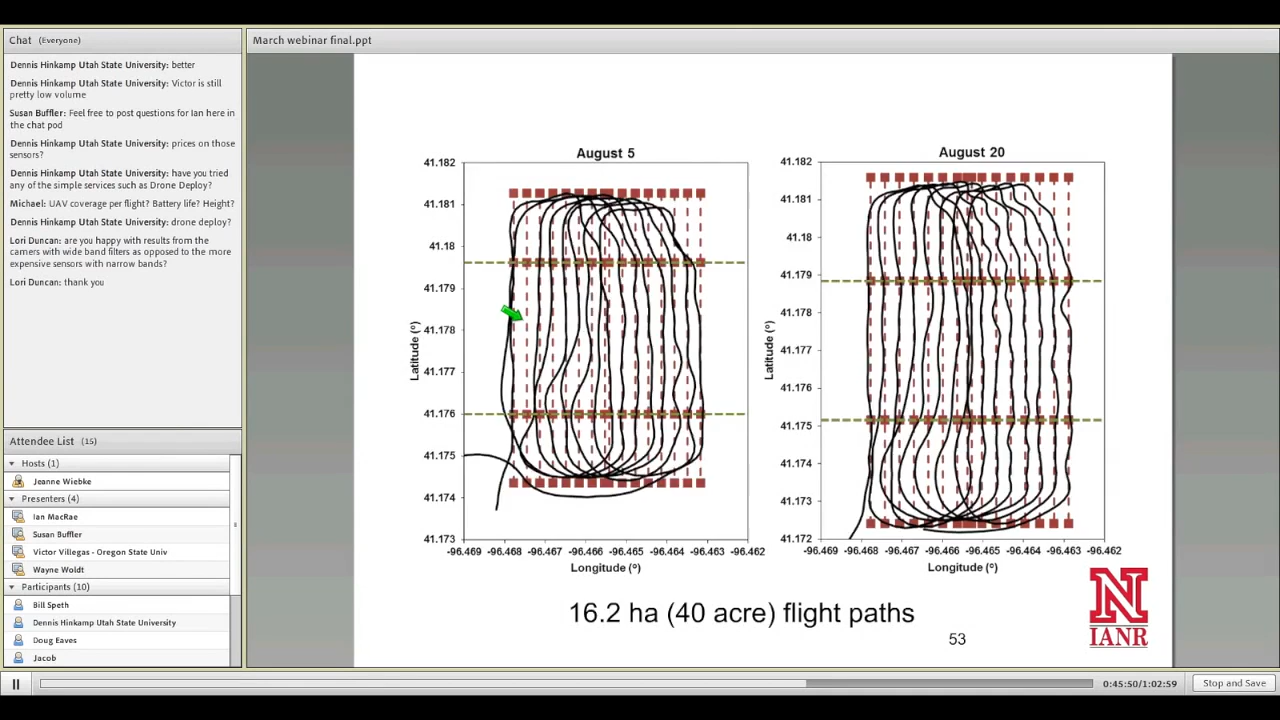 Chat (Everyone)
Dennis Hinkamp Utah State University: better
Dennis Hinkamp Utah State University: Victor is still
pretty low volume
Susan Buffler: Feel free to post questions for Ian here in
the chat pod
Dennis Hinkamp Utah State University: prices on those
sensors?
Dennis Hinkamp Utah State University: have you tried
any of the simple services such as Drone Deploy?
Michael: UAV coverage per flight? Battery life? Height?
Dennis Hinkamp Utah State University: drone deploy?
Lori Duncan: are you happy with results from the
camers with wide band filters as opposed to the more
expensive sensors with narrow bands?
Lori Duncan: thank you
Attendee List (15)
Hosts (1)
Jeanne Wiebke
Presenters (4)
Ian MacRae
Susan Buffler
Victor Villegas - Oregon State Univ
Wayne Woldt
Participants (10)
Bill Speth
Dennis Hinkamp Utah State University
Doug Eaves
Jacob
March webinar final.ppt
August 5
41.182
41.181
41.18
41.179
41.178
41.177
41.176
41.175
41.174
41.173
Latitude (°)
-96.469 -96.468 -96.467 -96.466 -96.465 -96.464 -96.463 -96.462
Longitude (°)
August 20
41.182
41.181
41.18
41.179
41.178
41.177
41.176
41.175
41.174
41.173
41.172
Latitude (°)
-96.469 -96.468 -96.467 -96.466 -96.465 -96.464 -96.463 -96.462
Longitude (°)
16.2 ha (40 acre) flight paths
53
N
IANR
0:45:50/1:02:59
Stop and Save